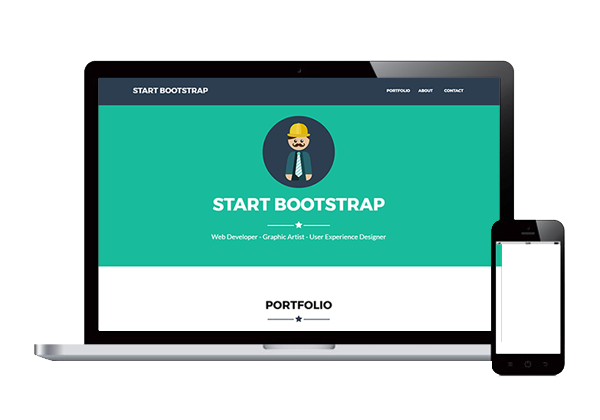 START BOOTSTRAP
PORTFOLIO ABOUT CONTACT
START BOOTSTRAP
Web Developer - Graphic Artist - User Experience Designer
PORTFOLIO